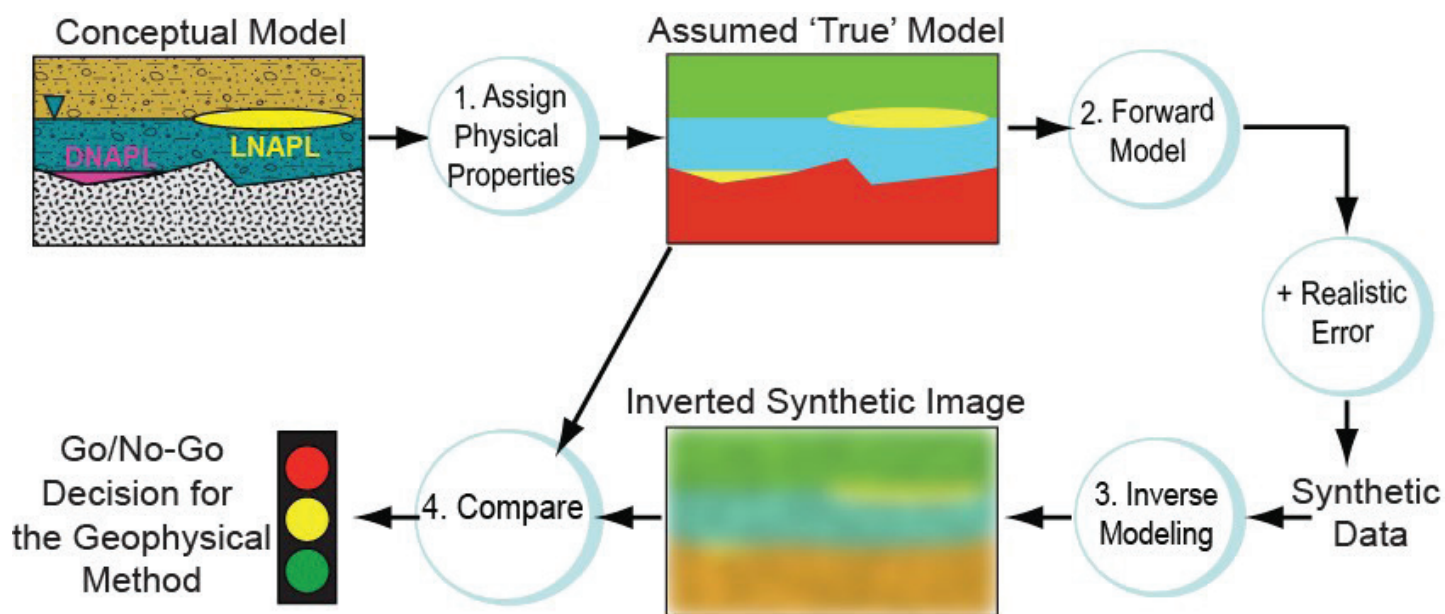 Conceptual Model
DNAPL
LNAPL
1. Assign
Physical
Properties
Assumed ‘True’ Model
2. Forward
Model
+ Realistic
Error
Synthetic
Data
3. Inverse
Modeling
Inverted Synthetic Image
4. Compare
Go/No-Go
Decision for
the Geophysical
Method